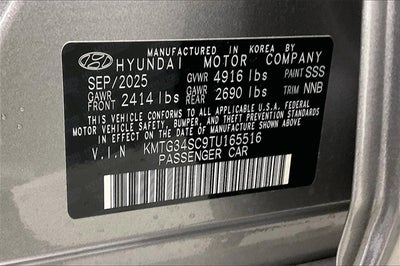 MANUFACTURED IN KOREA BY
HYUNDAI MOTOR COMPANY
SEP/2025 GVWR 4916 lbs PAINT SSS
GAWR FRONT 2414 lbs GAWR REAR 2690 lbs TRIM NNB
THIS VEHICLE CONFORMS TO ALL APPLICABLE U.S.A. FEDERAL
MOTOR VEHICLE SAFETY, BUMPER, AND THEFT PREVENTION STANDARDS
IN EFFECT ON THE DATE OF MANUFACTURE SHOWN ABOVE.
V.I.N KMTG34SC9TU165516
PASSENGER CAR